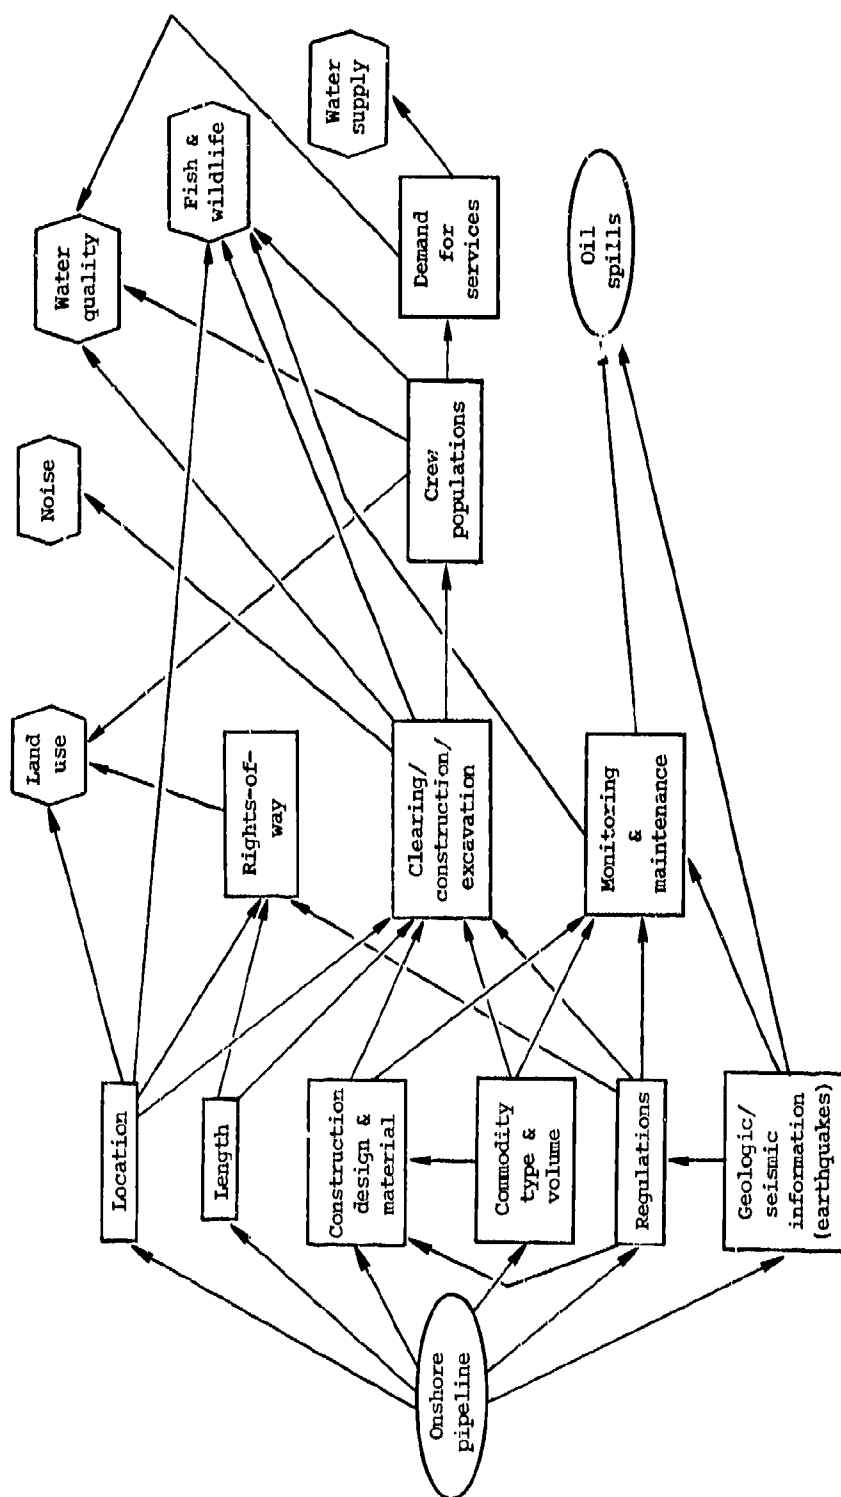 Onshore
pipeline
Location
Length
Construction
design &
material
Commodity
type &
volume
Regulations
Geologic/
seismic
information
(earthquakes)
Land
use
Rights-of-
way
Clearing/
construction/
excavation
Monitoring
&
maintenance
Noise
Crew
populations
Water
quality
Fish &
wildlife
Demand
for
services
Water
supply
Oil
spills